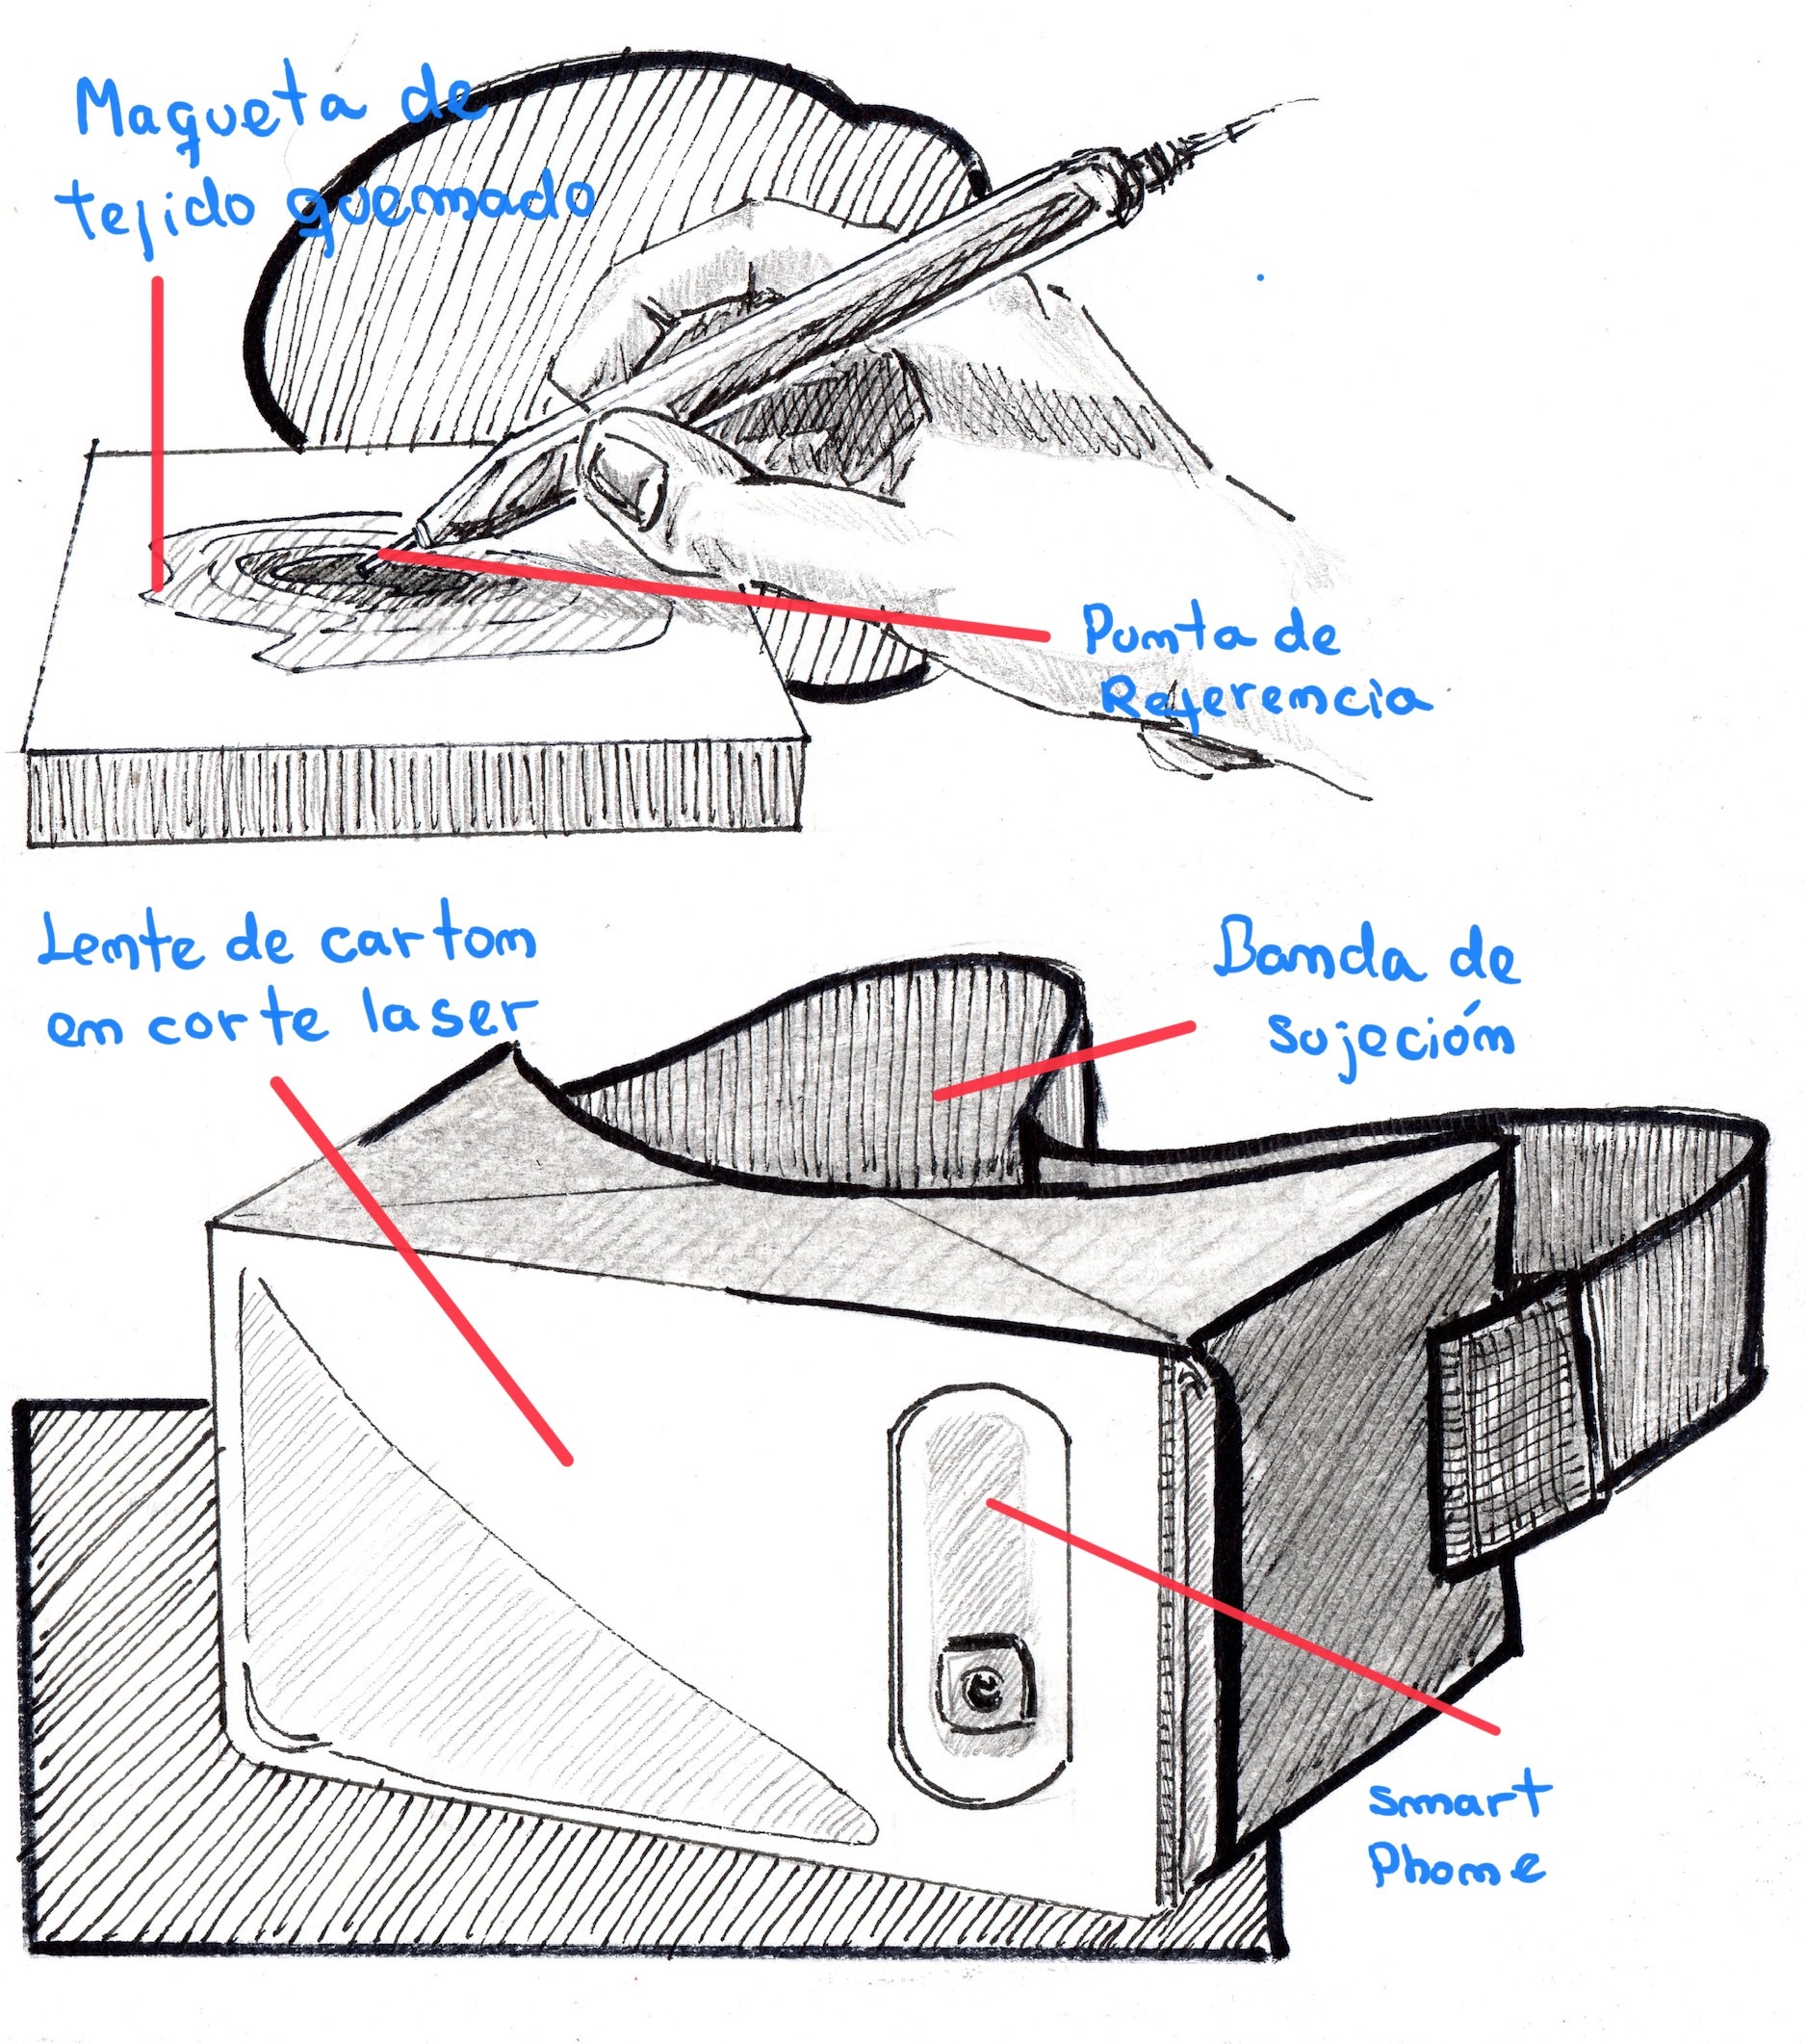 Maqueta de
tejido quemado
Punta de
Referencia
Lente de carton
en corte laser
Banda de
sujeción
smart
Phone